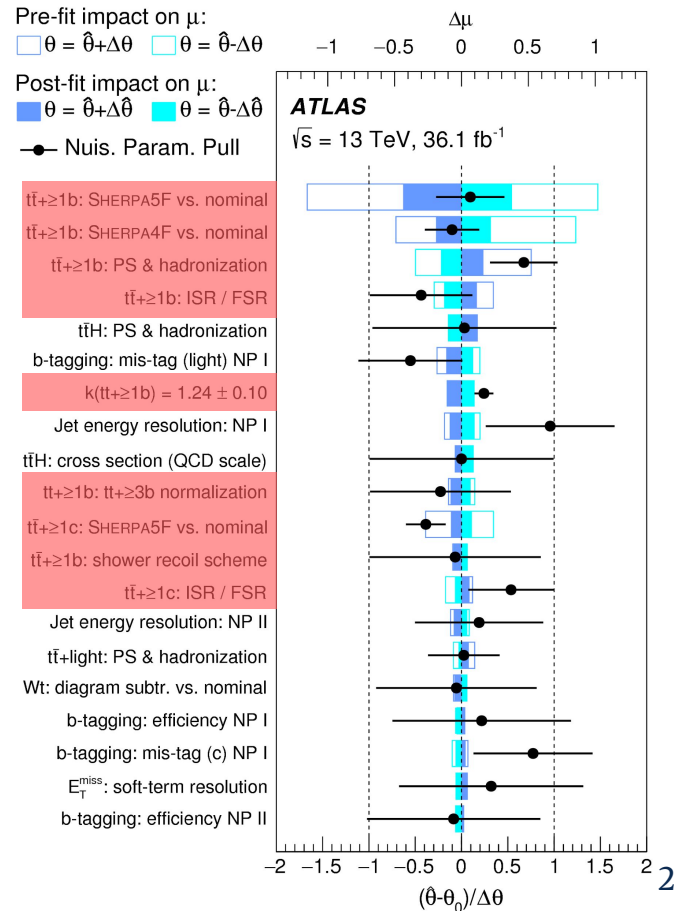 Pre-fit impact on μ:
θ = θ̂+Δθ θ = θ̂-Δθ
Post-fit impact on μ:
θ = θ̂+Δθ̂ θ = θ̂-Δθ̂
Nuis. Param. Pull
Δμ
−1 −0.5 0 0.5 1
ATLAS
√s = 13 TeV, 36.1 fb⁻¹
tt̄+≥1b: SHERPA5F vs. nominal
tt̄+≥1b: SHERPA4F vs. nominal
tt̄+≥1b: PS & hadronization
tt̄+≥1b: ISR / FSR
tt̄H: PS & hadronization
b-tagging: mis-tag (light) NP I
k(tt+≥1b) = 1.24 ± 0.10
Jet energy resolution: NP I
tt̄H: cross section (QCD scale)
tt+≥1b: tt+≥3b normalization
tt̄+≥1c: SHERPA5F vs. nominal
tt̄+≥1b: shower recoil scheme
tt̄+≥1c: ISR / FSR
Jet energy resolution: NP II
tt̄+light: PS & hadronization
Wt: diagram subtr. vs. nominal
b-tagging: efficiency NP I
b-tagging: mis-tag (c) NP I
E_T^miss: soft-term resolution
b-tagging: efficiency NP II
−2 −1.5 −1 −0.5 0 0.5 1 1.5 2
(θ̂-θ₀)/Δθ
2